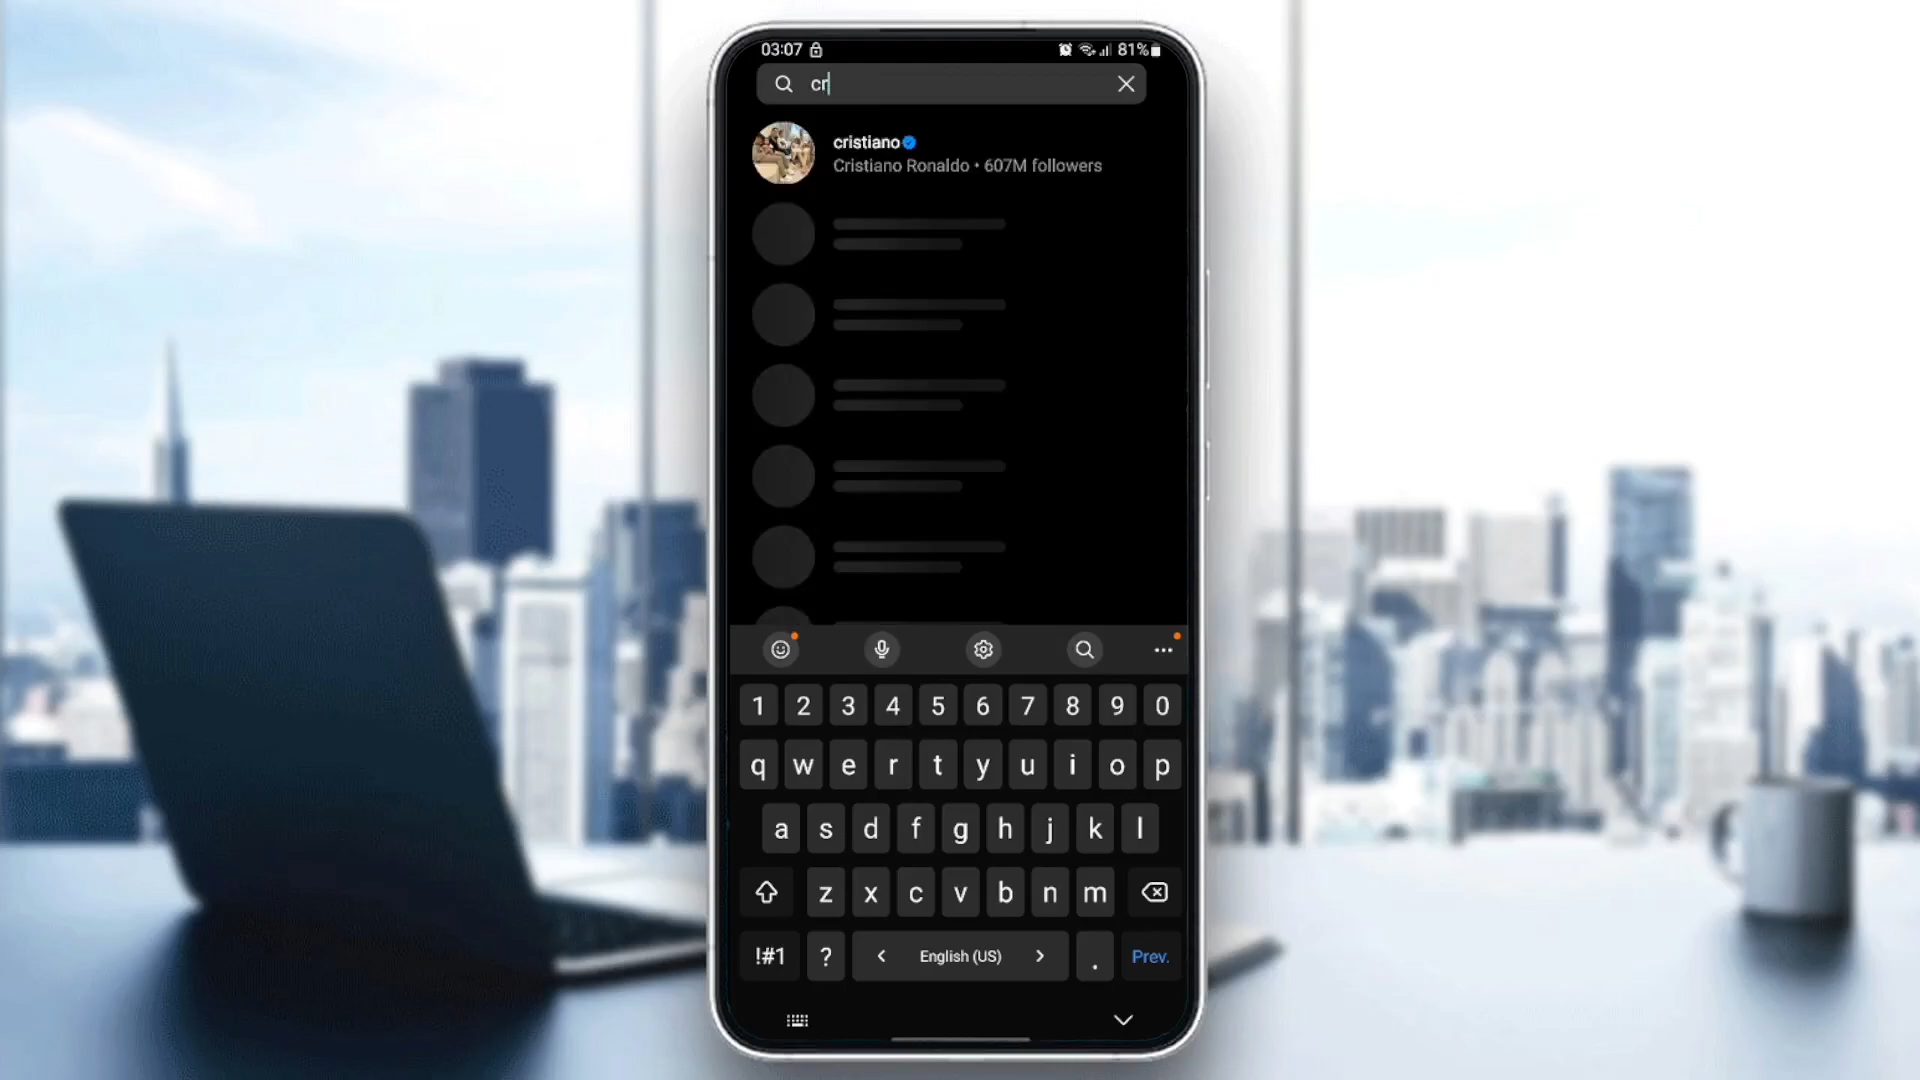 03:07 81%
cr
cristiano
Cristiano Ronaldo • 607M followers
1 2 3 4 5 6 7 8 9 0
q w e r t y u i o p
a s d f g h j k l
z x c v b n m
!#1 ? < English (US) > . Prev.